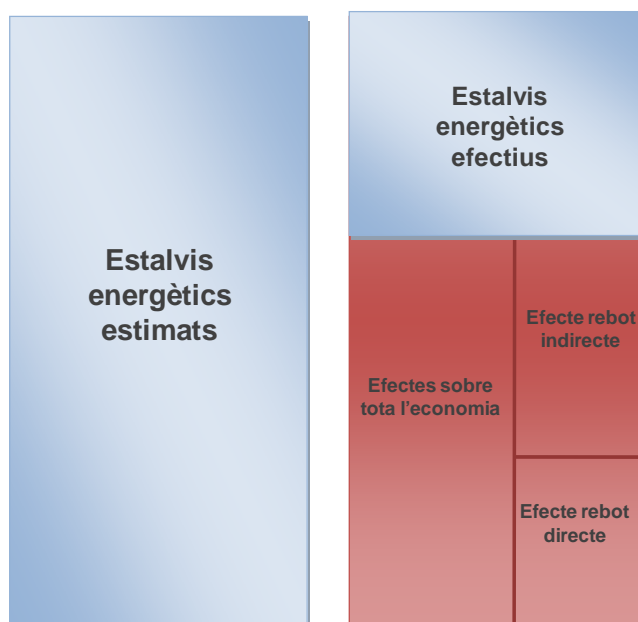 Estalvis
energètics
estimats
Estalvis
energètics
efectius
Efectes sobre
tota l'economia
Efecte rebot
indirecte
Efecte rebot
directe